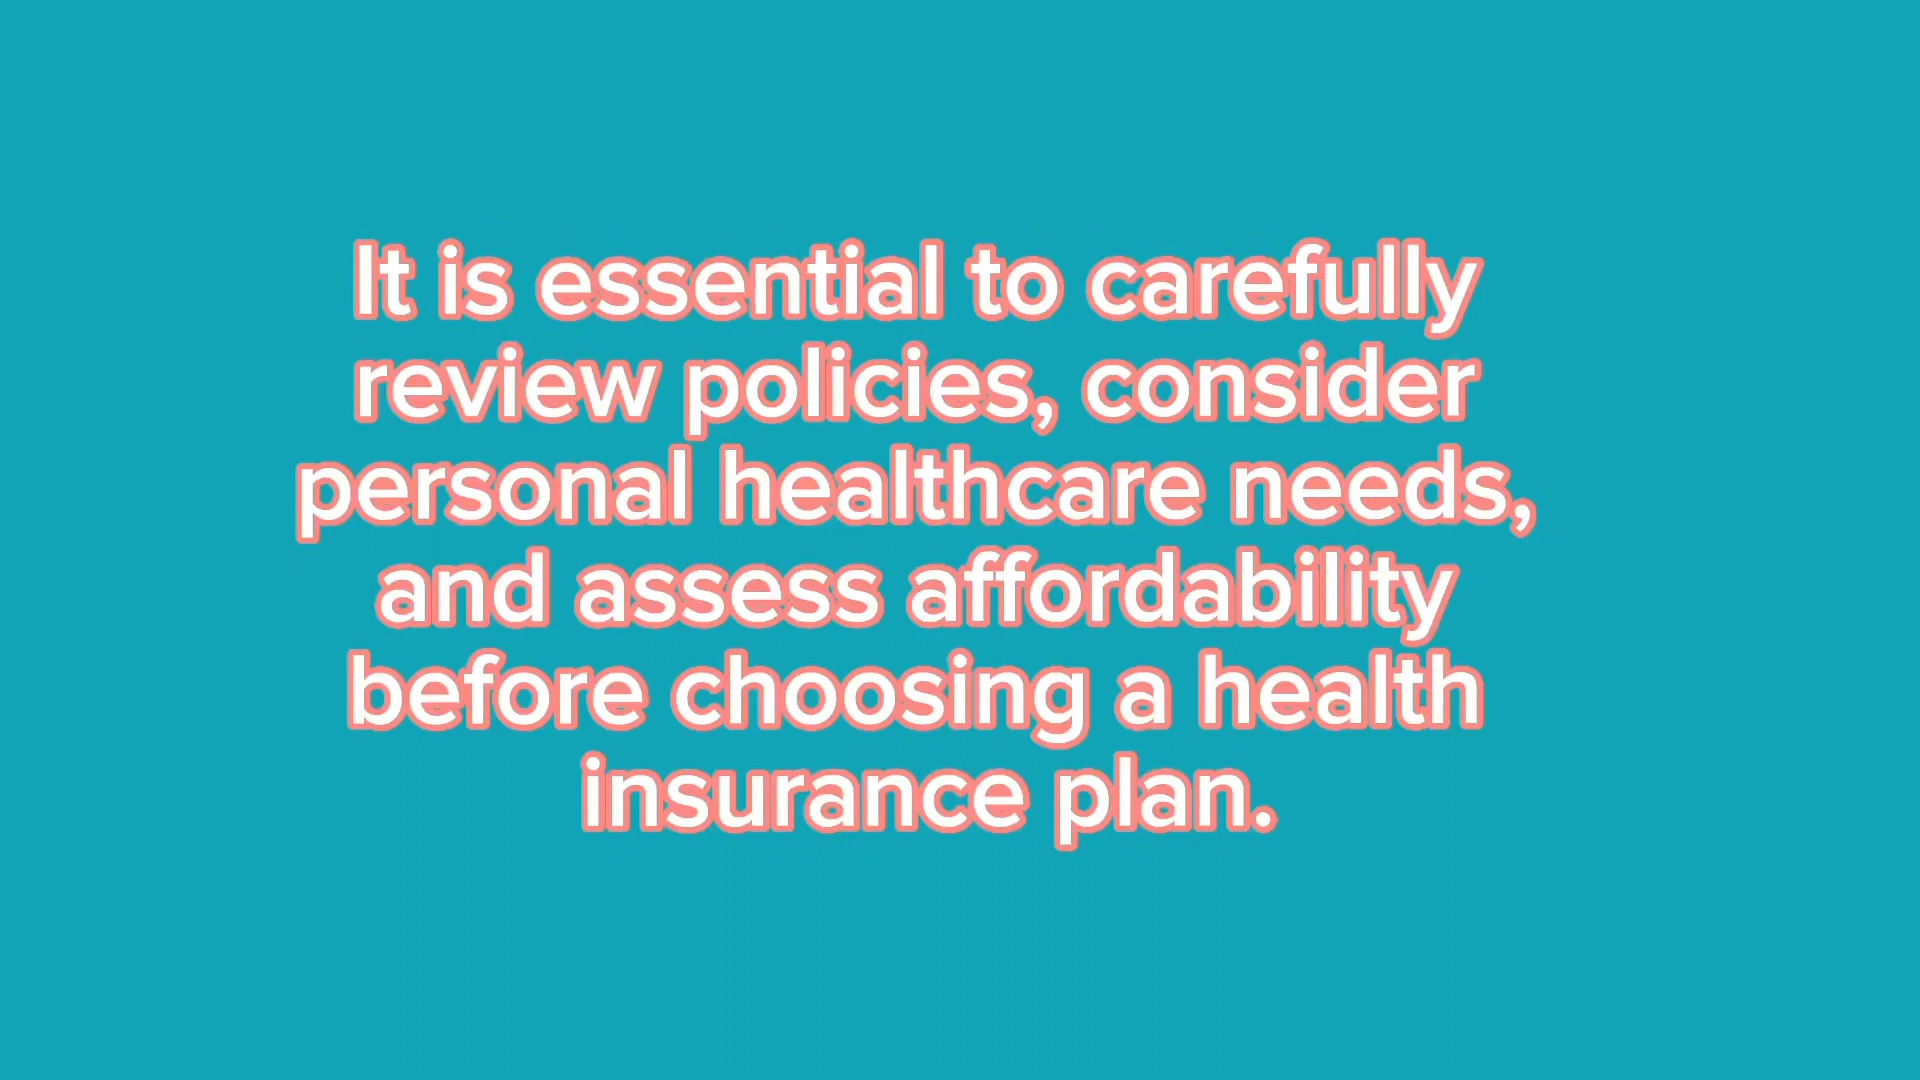 It is essential to carefully
review policies, consider
personal healthcare needs,
and assess affordability
before choosing a health
insurance plan.